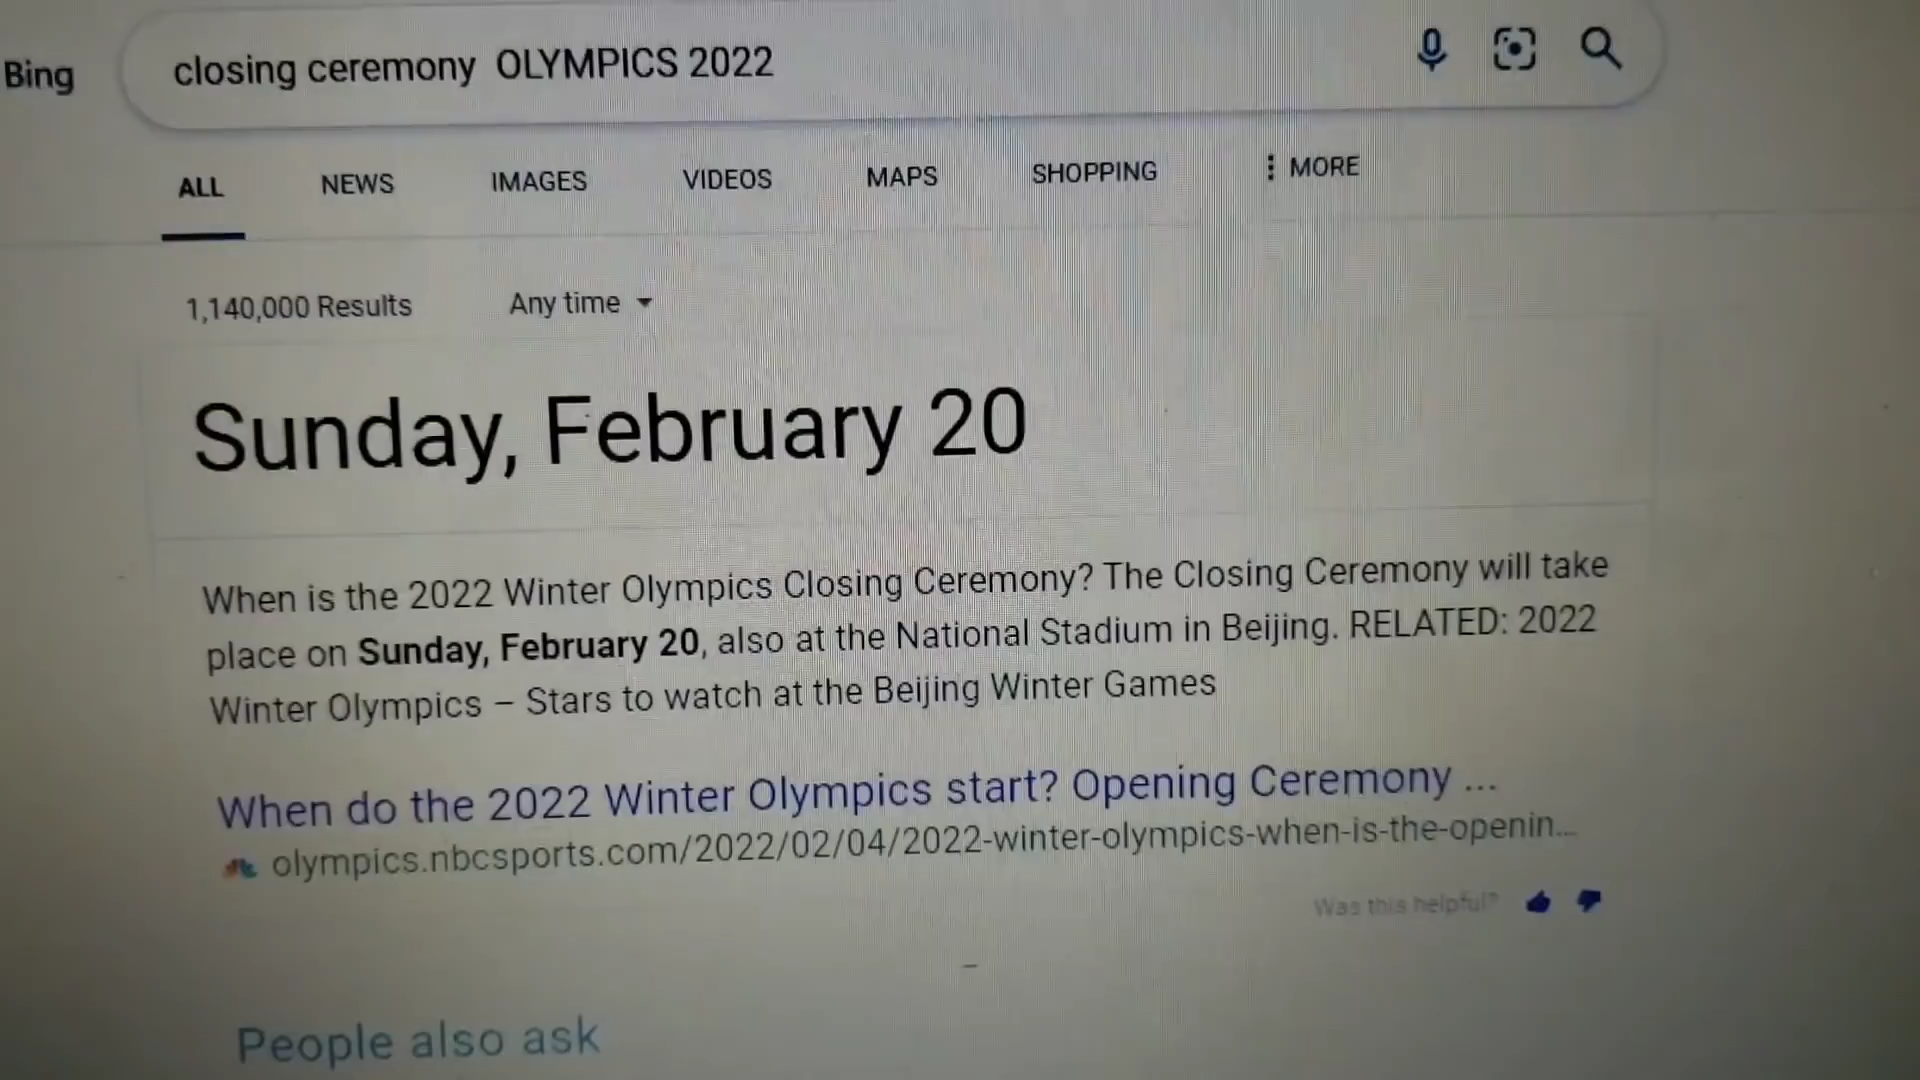 Bing
closing ceremony OLYMPICS 2022
ALL NEWS IMAGES VIDEOS MAPS SHOPPING MORE
1,140,000 Results Any time
Sunday, February 20
When is the 2022 Winter Olympics Closing Ceremony? The Closing Ceremony will take
place on Sunday, February 20, also at the National Stadium in Beijing. RELATED: 2022
Winter Olympics – Stars to watch at the Beijing Winter Games
When do the 2022 Winter Olympics start? Opening Ceremony ...
olympics.nbcsports.com/2022/02/04/2022-winter-olympics-when-is-the-openin...
Was this helpful?
People also ask